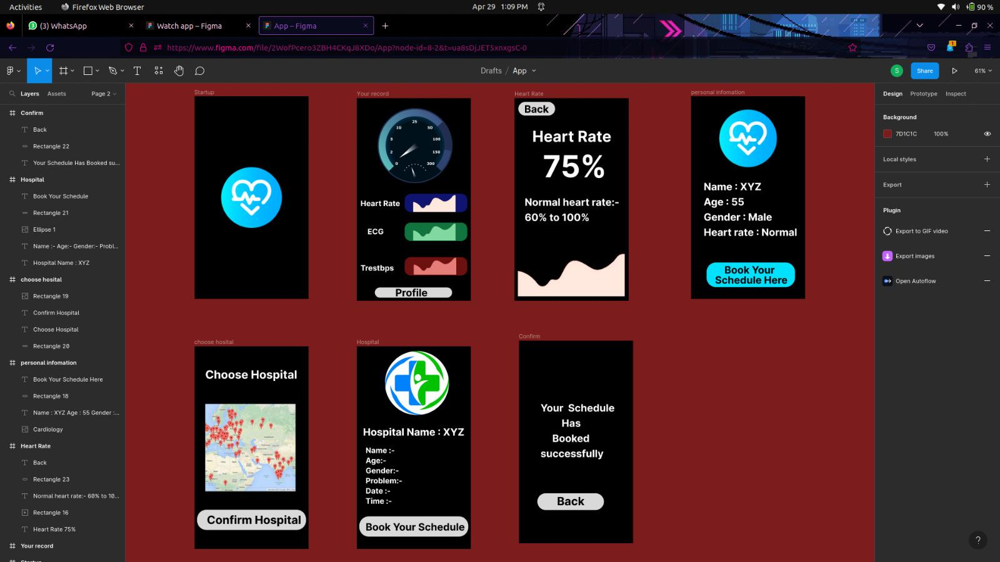 Activities
Firefox Web Browser
Apr 29 1:09 PM
90 %
3
(3) WhatsApp
Watch app – Figma
App – Figma
https://www.figma.com/file/2WofPcero3ZBH4CKqJ8XDo/App?node-id=8-2&t=ua8sDjJET5xnxgsC-0
1
Drafts / App
S
Share
61%
Layers
Assets
Page 2
Confirm
Back
Rectangle 22
Your Schedule Has Booked su...
Hospital
Book Your Schedule
Rectangle 21
Ellipse 1
Name :- Age:- Gender:- Probl...
Hospital Name : XYZ
choose hosital
Rectangle 19
Confirm Hospital
Choose Hospital
Rectangle 20
personal infomation
Book Your Schedule Here
Rectangle 18
Name : XYZ Age : 55 Gender :...
Cardiology
Heart Rate
Back
Rectangle 23
Normal heart rate:- 60% to 10...
Rectangle 16
Heart Rate 75%
Your record
Startup
Startup
Your record
0
2
5
10
25
50
100
150
300
Heart Rate
ECG
Trestbps
Profile
Heart Rate
Back
Heart Rate
75%
Normal heart rate:-
60% to 100%
personal infomation
Name : XYZ
Age : 55
Gender : Male
Heart rate : Normal
Book Your
Schedule Here
choose hosital
Choose Hospital
Confirm Hospital
Hospital
Hospital Name : XYZ
Name :-
Age:-
Gender:-
Problem:-
Date :-
Time :-
Book Your Schedule
Confirm
Your Schedule
Has
Booked
successfully
Back
Design
Prototype
Inspect
Background
7D1C1C
100%
Local styles
Export
Plugin
Export to GIF video
Export images
Open Autoflow
?